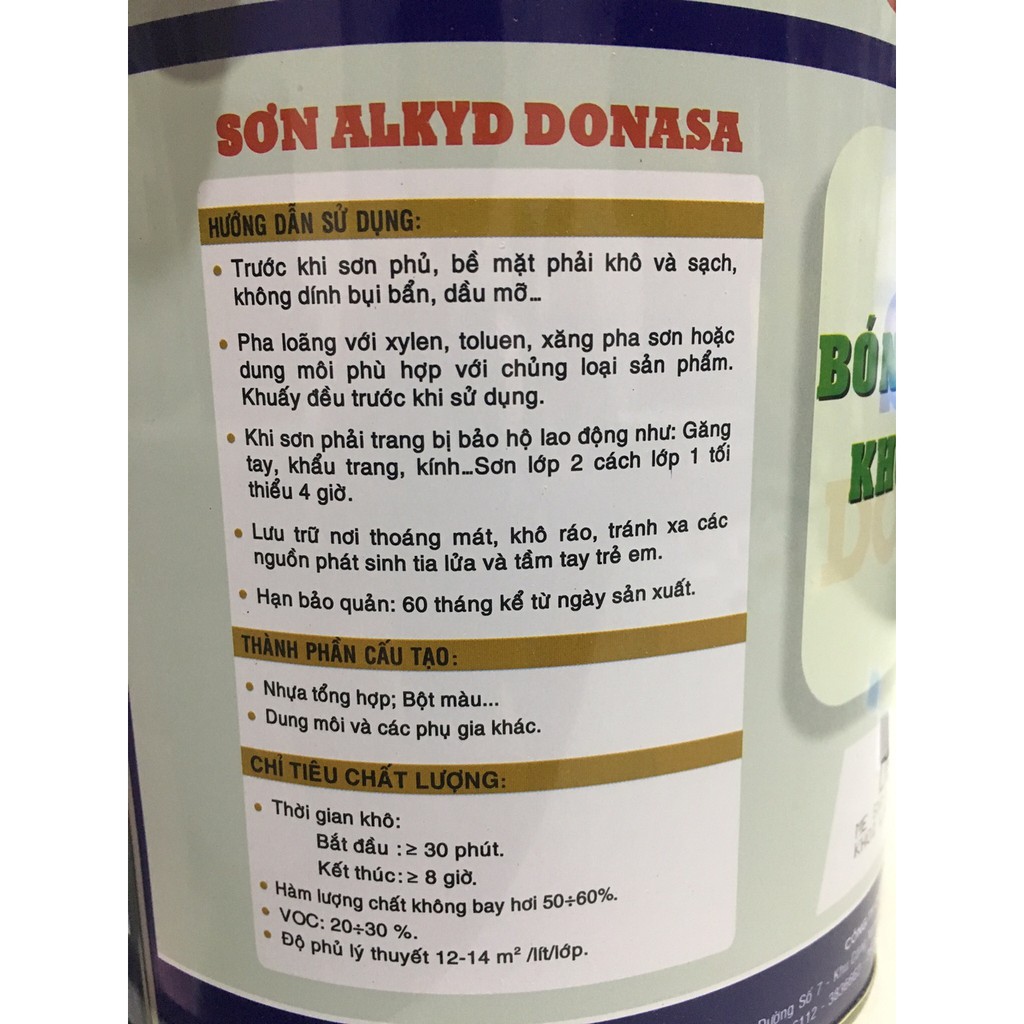 SƠN ALKYD DONASA
HƯỚNG DẪN SỬ DỤNG:
• Trước khi sơn phủ, bề mặt phải khô và sạch,
không dính bụi bẩn, dầu mỡ...
• Pha loãng với xylen, toluen, xăng pha sơn hoặc
dung môi phù hợp với chủng loại sản phẩm.
Khuấy đều trước khi sử dụng.
• Khi sơn phải trang bị bảo hộ lao động như: Găng
tay, khẩu trang, kính...Sơn lớp 2 cách lớp 1 tối
thiểu 4 giờ.
• Lưu trữ nơi thoáng mát, khô ráo, tránh xa các
nguồn phát sinh tia lửa và tầm tay trẻ em.
• Hạn bảo quản: 60 tháng kể từ ngày sản xuất.
THÀNH PHẦN CẤU TẠO:
• Nhựa tổng hợp; Bột màu...
• Dung môi và các phụ gia khác.
CHỈ TIÊU CHẤT LƯỢNG:
• Thời gian khô:
Bắt đầu :≥ 30 phút.
Kết thúc:≥ 8 giờ.
• Hàm lượng chất không bay hơi 50÷60%.
• VOC: 20÷30 %.
• Độ phủ lý thuyết 12-14 m² /lít/lớp.
Đường Số 7 - Khu